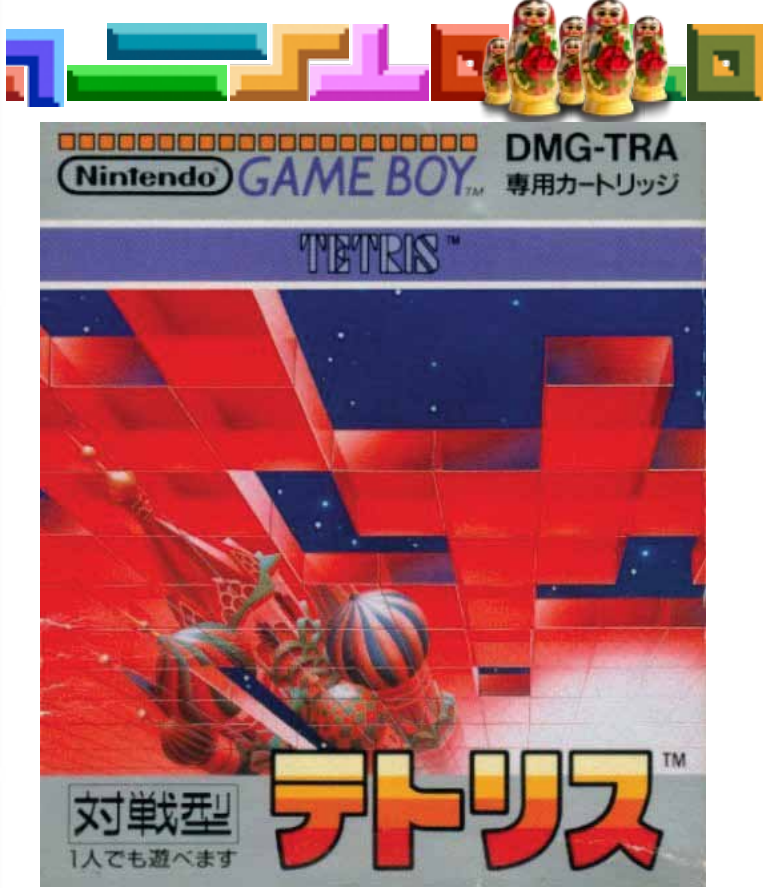 Nintendo GAME BOY™
DMG-TRA
専用カートリッジ
TETRIS™
テトリス™
対戦型
1人でも遊べます